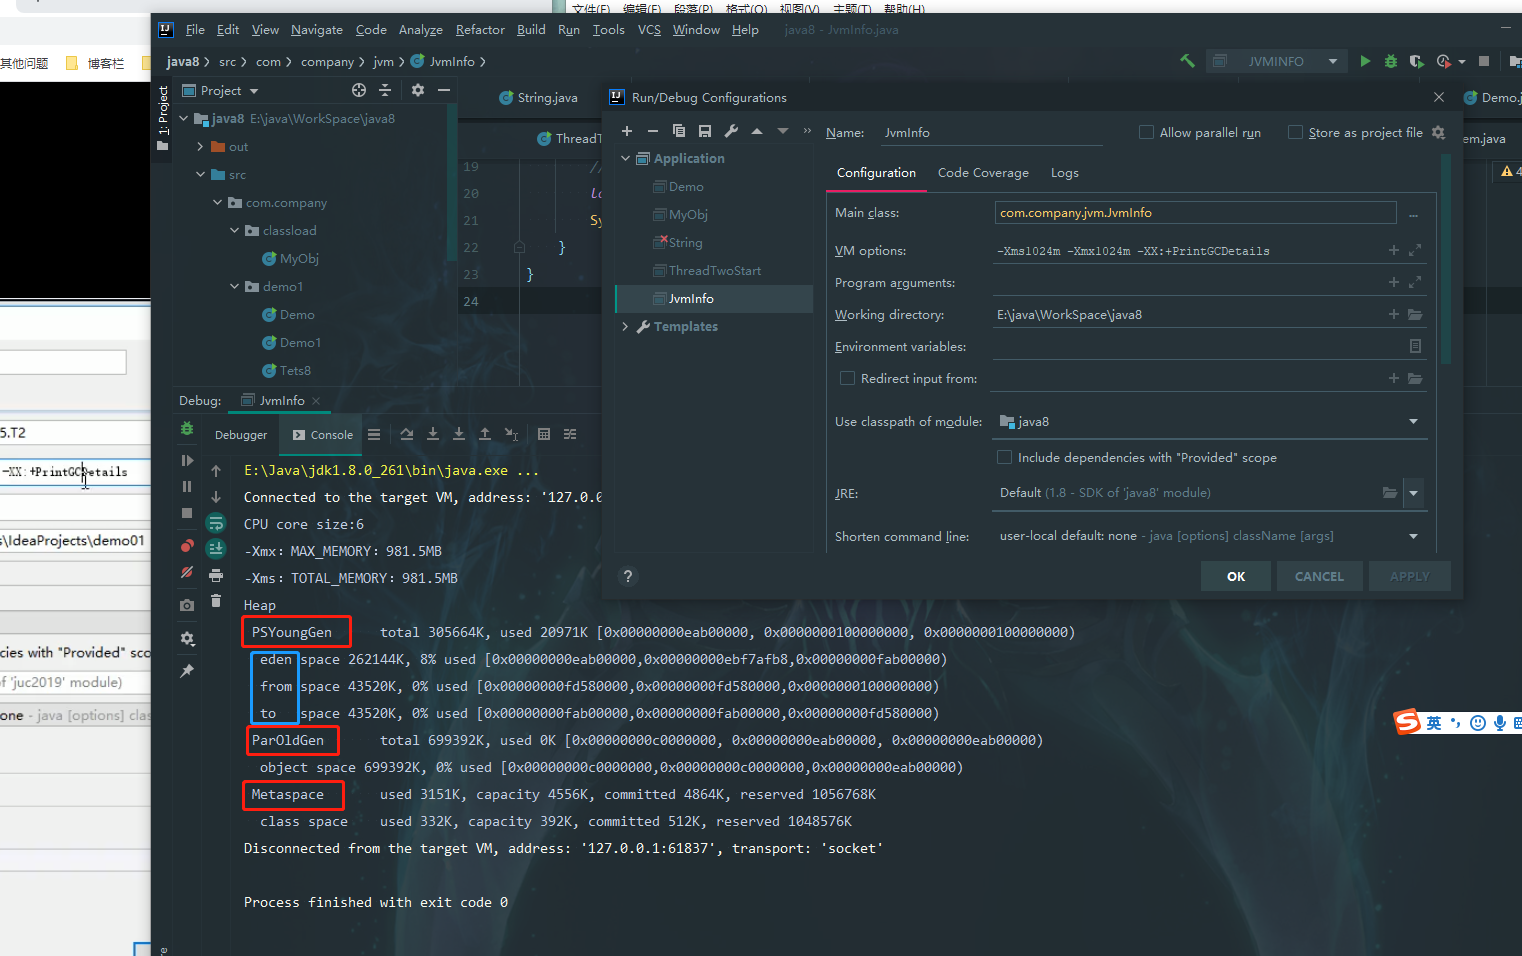 文件(F) 编辑(E) 段落(P) 格式(O) 视图(V) 主题(T) 帮助(H)
File Edit View Navigate Code Analyze Refactor Build Run Tools VCS Window Help java8 - JvmInfo.java
其他问题 博客栏
java8 src com company jvm JvmInfo
JVMINFO
1: Project
Project
String.java
Demo.j
ThreadT
em.java
4
java8 E:\java\WorkSpace\java8
out
src
com.company
classload
MyObj
demo1
Demo
Demo1
Tets8
19 //
20 lo
21 Sy
22 }
23 }
24
Run/Debug Configurations
Name: JvmInfo
Allow parallel run
Store as project file
Application
Demo
MyObj
String
ThreadTwoStart
JvmInfo
Templates
Configuration Code Coverage Logs
Main class: com.company.jvm.JvmInfo ...
VM options: -Xms1024m -Xmx1024m -XX:+PrintGCDetails
Program arguments:
Working directory: E:\java\WorkSpace\java8
Environment variables:
Redirect input from:
Use classpath of module: java8
Include dependencies with "Provided" scope
JRE: Default (1.8 - SDK of 'java8' module)
Shorten command line: user-local default: none - java [options] className [args]
? OK CANCEL APPLY
Debug: JvmInfo
Debugger Console
E:\Java\jdk1.8.0_261\bin\java.exe ...
Connected to the target VM, address: '127.0.0
CPU core size:6
-Xmx: MAX_MEMORY: 981.5MB
-Xms: TOTAL_MEMORY: 981.5MB
Heap
PSYoungGen total 305664K, used 20971K [0x00000000eab00000, 0x0000000100000000, 0x0000000100000000)
eden space 262144K, 8% used [0x00000000eab00000,0x00000000ebf7afb8,0x00000000fab00000)
from space 43520K, 0% used [0x00000000fd580000,0x00000000fd580000,0x0000000100000000)
to space 43520K, 0% used [0x00000000fab00000,0x00000000fab00000,0x00000000fd580000)
ParOldGen total 699392K, used 0K [0x00000000c0000000, 0x00000000eab00000, 0x00000000eab00000)
object space 699392K, 0% used [0x00000000c0000000,0x00000000c0000000,0x00000000eab00000)
Metaspace used 3151K, capacity 4556K, committed 4864K, reserved 1056768K
class space used 332K, capacity 392K, committed 512K, reserved 1048576K
Disconnected from the target VM, address: '127.0.0.1:61837', transport: 'socket'
Process finished with exit code 0
5.T2
-XX:+PrintGCDetails
s\IdeaProjects\demo01
cies with "Provided" sco
of 'juc2019' module)
one - java [options] clas
S 英